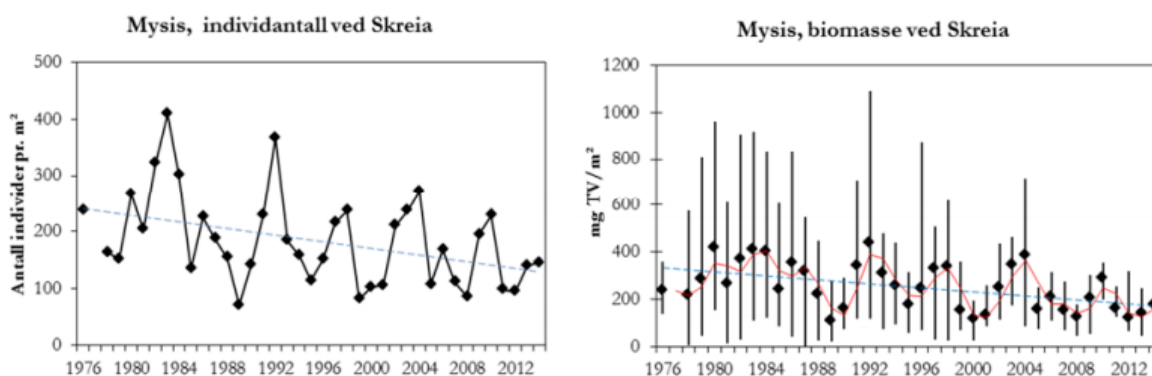 Mysis, individantall ved Skreia
500
400
300
200
100
0
Antall individer pr. m²
1976 1980 1984 1988 1992 1996 2000 2004 2008 2012
Mysis, biomasse ved Skreia
1200
1000
800
600
400
200
0
mg TV/m²
1976 1980 1984 1988 1992 1996 2000 2004 2008 2012